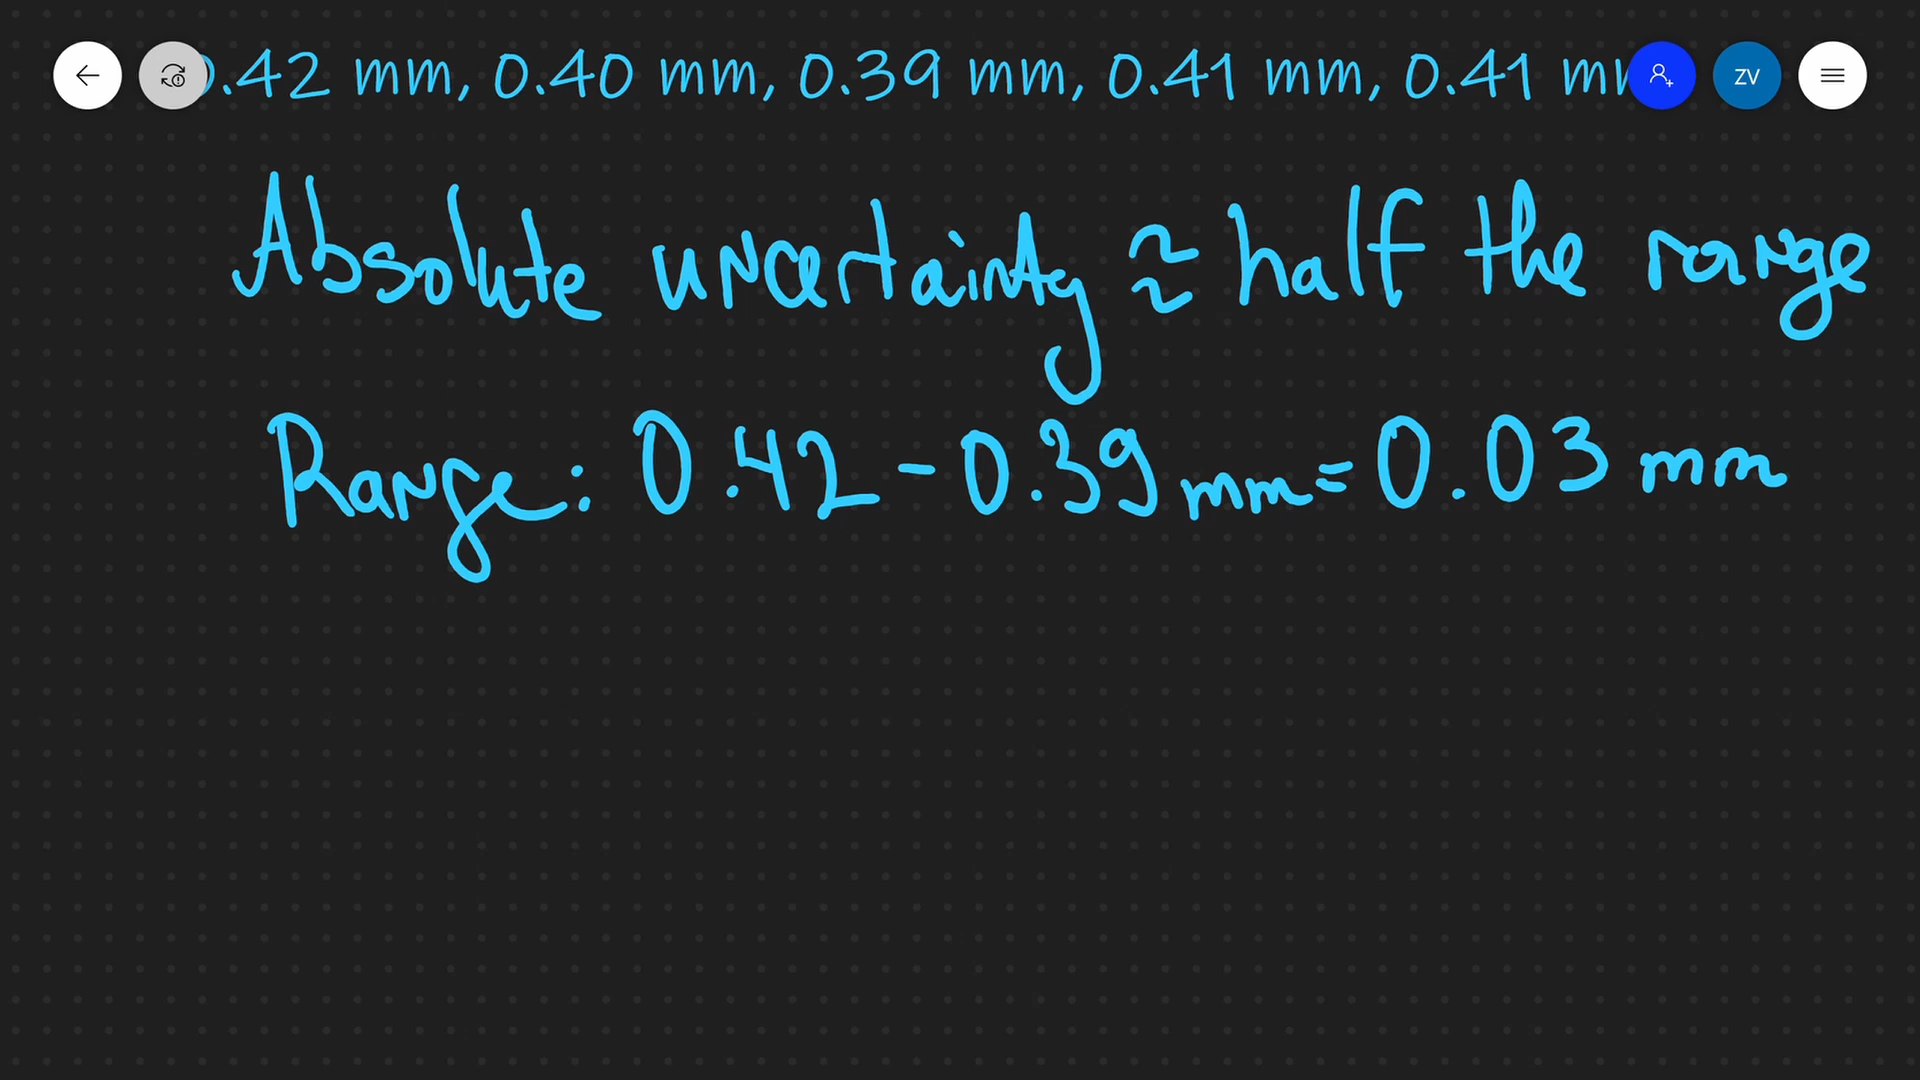 .42 mm, 0.40 mm, 0.39 mm, 0.41 mm, 0.41 m
ZV
Absolute uncertainty ≈ half the range
Range: 0.42 - 0.39 mm = 0.03 mm